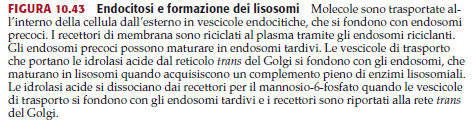 FIGURA 10.43 Endocitosi e formazione dei lisosomi Molecole sono trasportate al-
l'interno della cellula dall'esterno in vescicole endocitiche, che si fondono con endosomi
precoci. I recettori di membrana sono riciclati al plasma tramite gli endosomi riciclanti.
Gli endosomi precoci possono maturare in endosomi tardivi. Le vescicole di trasporto
che portano le idrolasi acide dal reticolo trans del Golgi si fondono con gli endosomi, che
maturano in lisosomi quando acquisiscono un complemento pieno di enzimi lisosomiali.
Le idrolasi acide si dissociano dai recettori per il mannosio-6-fosfato quando le vescicole
di trasporto si fondono con gli endosomi tardivi e i recettori sono riportati alla rete trans
del Golgi.